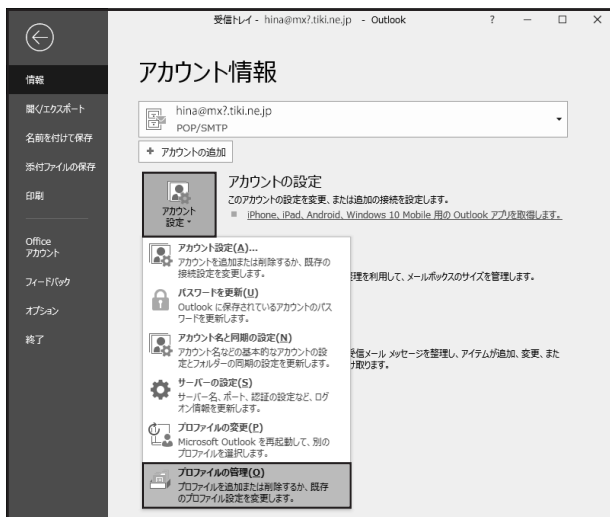 受信トレイ - hina@mx?.tiki.ne.jp - Outlook
?
情報
開く/エクスポート
名前を付けて保存
添付ファイルの保存
印刷
Office
アカウント
フィードバック
オプション
終了
アカウント情報
hina@mx?.tiki.ne.jp
POP/SMTP
+ アカウントの追加
アカウント
設定
アカウントの設定
このアカウントの設定を変更、または追加の接続を設定します。
iPhone、iPad、Android、Windows 10 Mobile 用の Outlook アプリを取得します。
アカウント設定(A)...
アカウントを追加または削除するか、既存の
接続設定を変更します。
理を利用して、メールボックスのサイズを管理します。
パスワードを更新(U)
Outlook に保存されているアカウントのパス
ワードを更新します。
アカウント名と同期の設定(N)
アカウント名などの基本的なアカウントの設
定とフォルダーの同期の設定を更新します。
受信メール メッセージを整理し、アイテムが追加、変更、また
け取ります。
サーバーの設定(S)
サーバー名、ポート、認証の設定など、ログ
オン情報を更新します。
プロファイルの変更(P)
Microsoft Outlook を再起動して、別の
プロファイルを選択します。
プロファイルの管理(O)
プロファイルを追加または削除するか、既存
のプロファイル設定を変更します。